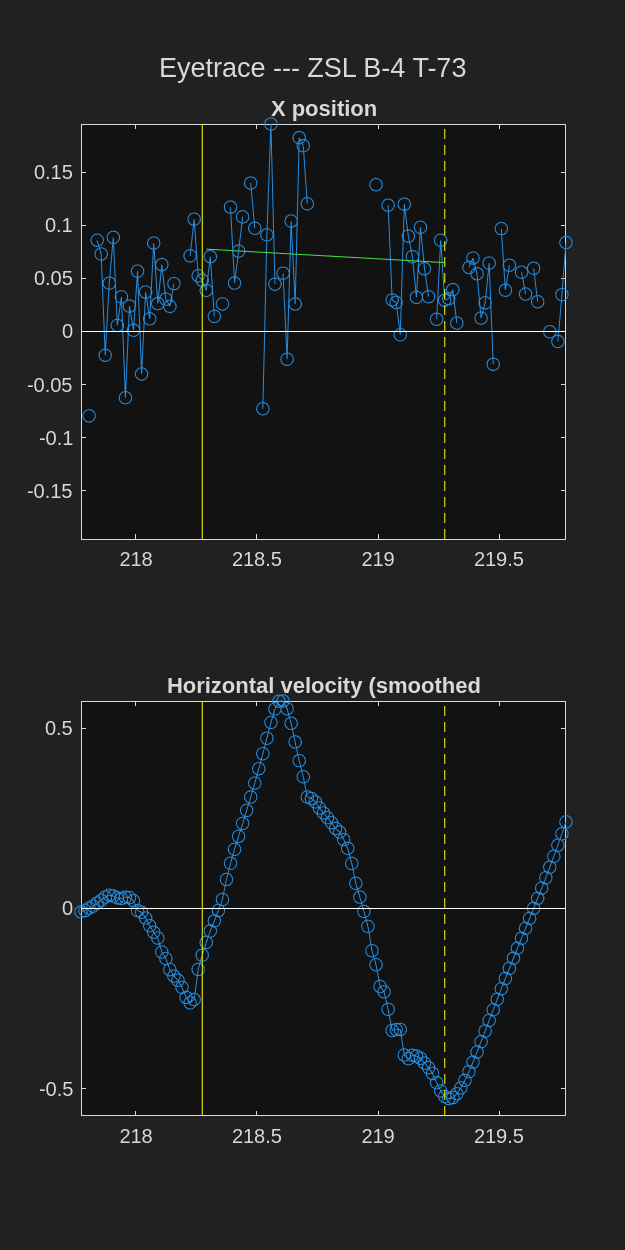 Eyetrace --- ZSL B-4 T-73
X position
0.15
0.1
0.05
0
-0.05
-0.1
-0.15
218 218.5 219 219.5
Horizontal velocity (smoothed
0.5
0
-0.5
218 218.5 219 219.5